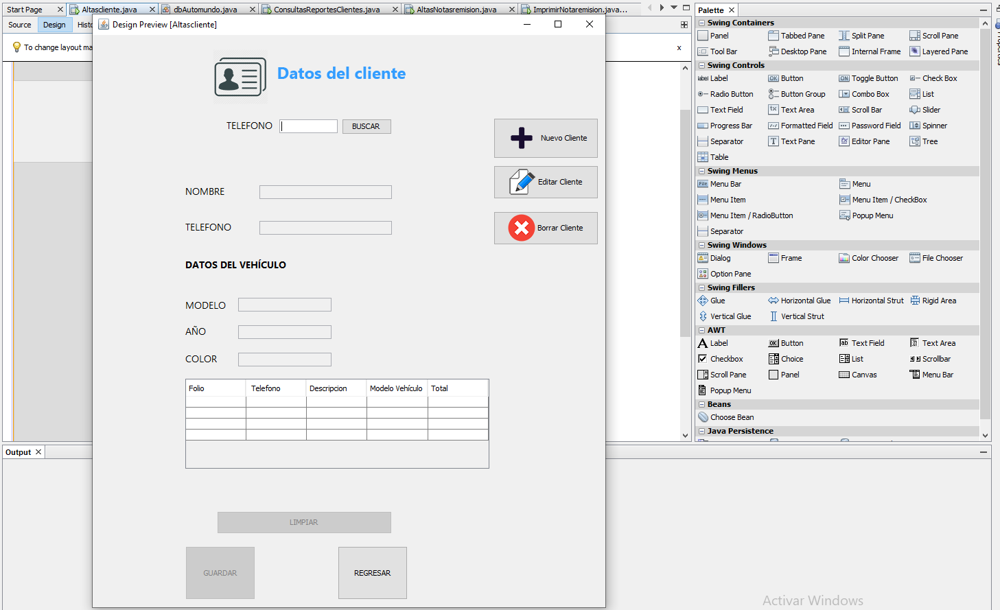 Start Page
Altascliente.java
dbAutomundo.java
ConsultasReportesClientes.java
AltasNotasremision.java
ImprimirNotaremision.java...
Source
Design
Histo
To change layout ma
x
Design Preview [Altascliente]
Datos del cliente
TELEFONO
BUSCAR
Nuevo Cliente
Editar Cliente
Borrar Cliente
NOMBRE
TELEFONO
DATOS DEL VEHÍCULO
MODELO
AÑO
COLOR
Folio Telefono Descripcion Modelo Vehículo Total
LIMPIAR
GUARDAR
REGRESAR
Output
Palette
Swing Containers
Panel Tabbed Pane Split Pane Scroll Pane
Tool Bar Desktop Pane Internal Frame Layered Pane
Swing Controls
label Label OK Button ON Toggle Button Check Box
Radio Button Button Group Combo Box List
Text Field Text Area Scroll Bar Slider
Progress Bar Formatted Field Password Field Spinner
Separator Text Pane Editor Pane Tree
Table
Swing Menus
File Menu Bar Menu
Menu Item Menu Item / CheckBox
Menu Item / RadioButton Popup Menu
Separator
Swing Windows
Dialog Frame Color Chooser File Chooser
Option Pane
Swing Fillers
Glue Horizontal Glue Horizontal Strut Rigid Area
Vertical Glue Vertical Strut
AWT
A Label OK Button ab Text Field Text Area
Checkbox Choice List Scrollbar
Scroll Pane Panel Canvas Menu Bar
Popup Menu
Beans
Choose Bean
Java Persistence
Activar Windows